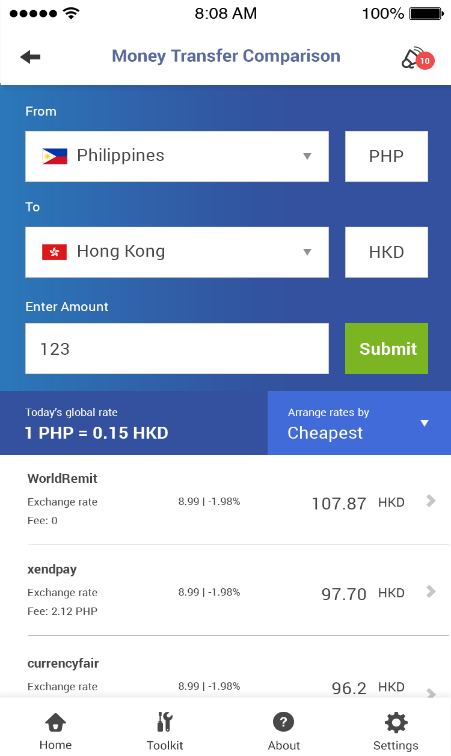 8:08 AM 100%
Money Transfer Comparison 10
From
Philippines PHP
To
Hong Kong HKD
Enter Amount
123 Submit
Today's global rate
1 PHP = 0.15 HKD
Arrange rates by
Cheapest
WorldRemit
Exchange rate 8.99 | -1.98% 107.87 HKD
Fee: 0
xendpay
Exchange rate 8.99 | -1.98% 97.70 HKD
Fee: 2.12 PHP
currencyfair
Exchange rate 8.99 | -1.98% 96.2 HKD
Home Toolkit About Settings